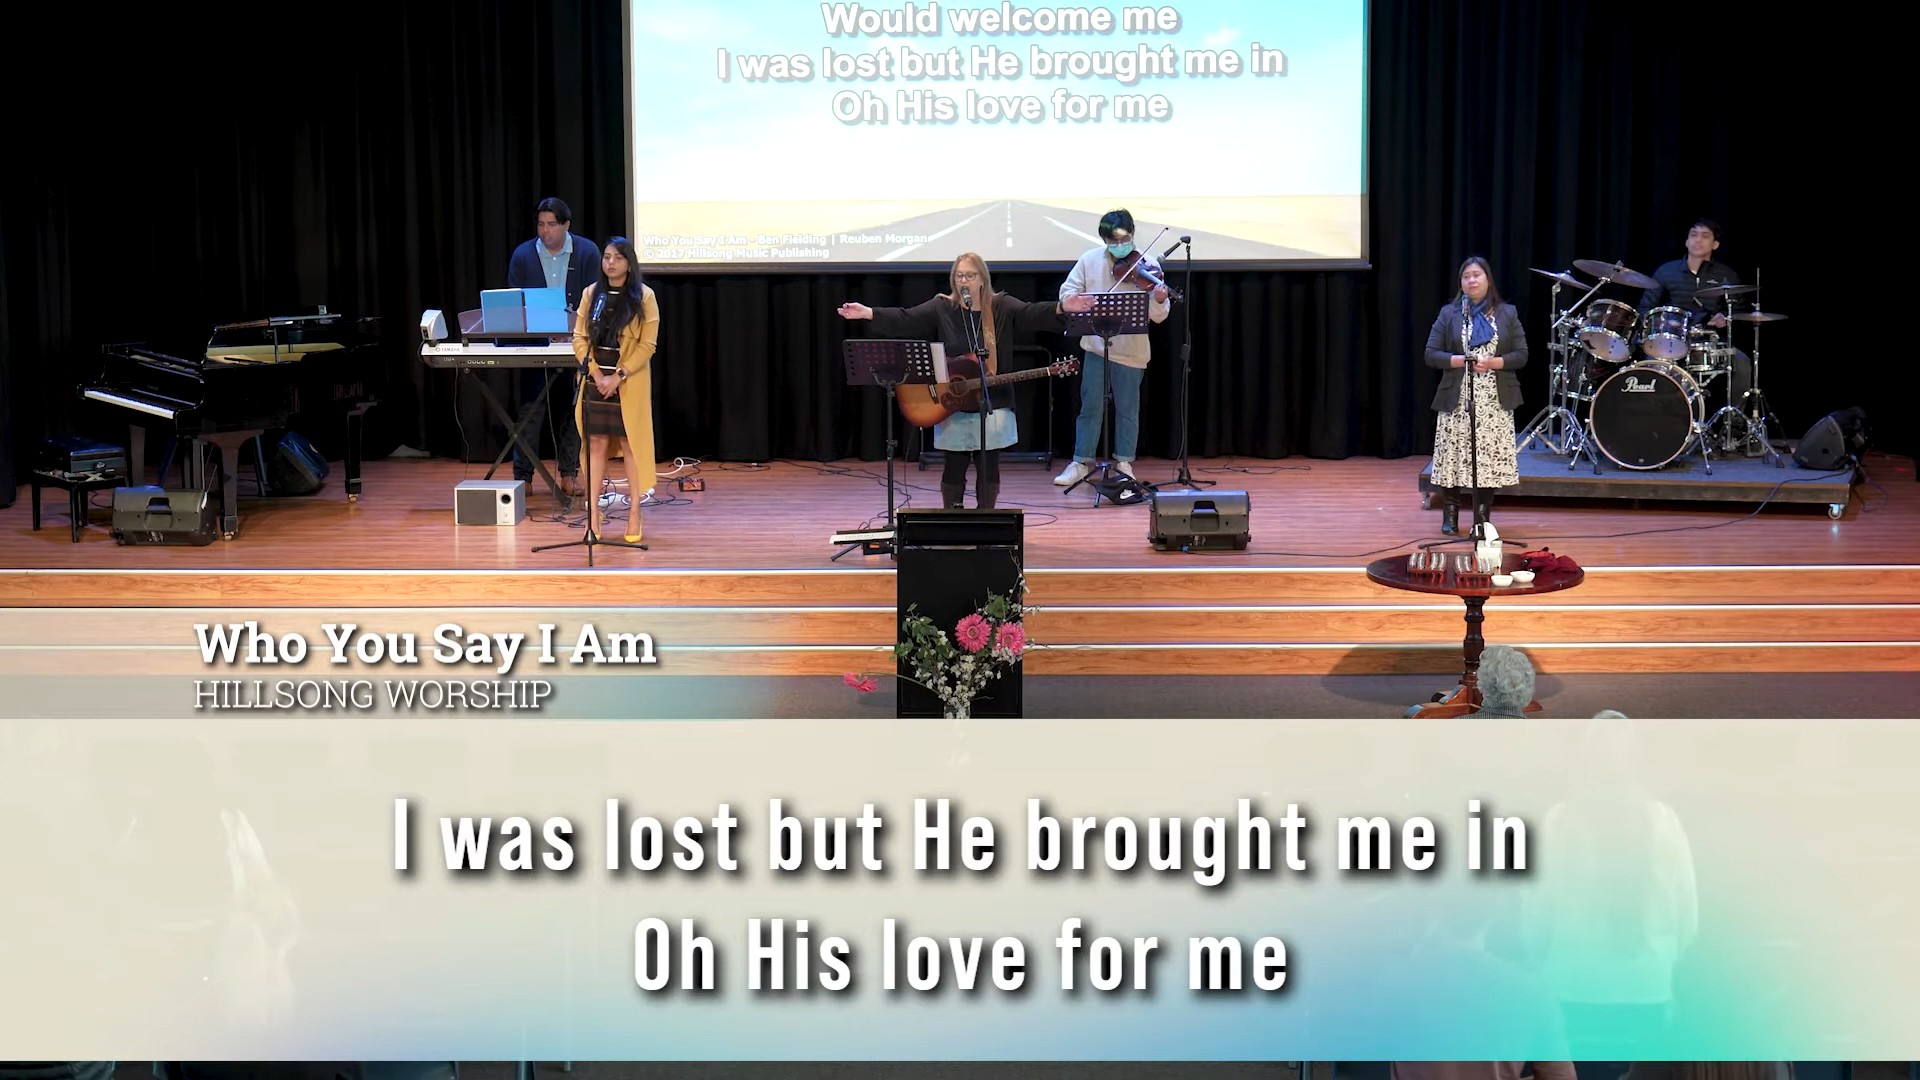 Would welcome me
I was lost but He brought me in
Oh His love for me
Who You Say I Am - Ben Fielding | Reuben Morgan
© 2017 Hillsong Music Publishing
YAMAHA
Pearl
Who You Say I Am
HILLSONG WORSHIP
I was lost but He brought me in
Oh His love for me